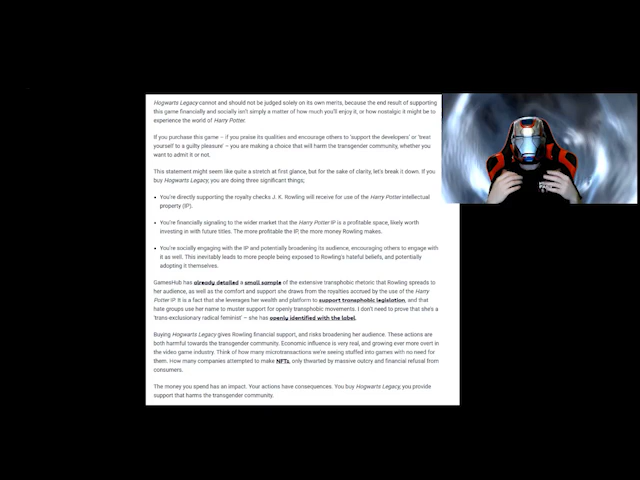 Hogwarts Legacy cannot and should not be judged solely on its own merits, because the end result of supporting
this game financially and socially isn't simply a matter of how much you'll enjoy it, or how nostalgic it might be to
experience the world of Harry Potter.
If you purchase this game – if you praise its qualities and encourage others to 'support the developers' or 'treat
yourself to a guilty pleasure' – you are making a choice that will harm the transgender community, whether you
want to admit it or not.
This statement might seem like quite a stretch at first glance, but for the sake of clarity, let's break it down. If you
buy Hogwarts Legacy, you are doing three significant things;
• You're directly supporting the royalty checks J. K. Rowling will receive for use of the Harry Potter intellectual
property (IP).
• You're financially signaling to the wider market that the Harry Potter IP is a profitable space, likely worth
investing in with future titles. The more profitable the IP, the more money Rowling makes.
• You're socially engaging with the IP and potentially broadening its audience, encouraging others to engage with
it as well. This inevitably leads to more people being exposed to Rowling's hateful beliefs, and potentially
adopting it themselves.
GamesHub has already detailed a small sample of the extensive transphobic rhetoric that Rowling spreads to
her audience, as well as the comfort and support she draws from the royalties accrued by the use of the Harry
Potter IP. It is a fact that she leverages her wealth and platform to support transphobic legislation, and that
hate groups use her name to muster support for openly transphobic movements. I don't need to prove that she's a
'trans-exclusionary radical feminist' – she has openly identified with the label.
Buying Hogwarts Legacy gives Rowling financial support, and risks broadening her audience. These actions are
both harmful towards the transgender community. Economic influence is very real, and growing ever more overt in
the video game industry. Think of how many microtransactions we're seeing stuffed into games with no need for
them. How many companies attempted to make NFTs, only thwarted by massive outcry and financial refusal from
consumers.
The money you spend has an impact. Your actions have consequences. You buy Hogwarts Legacy, you provide
support that harms the transgender community.